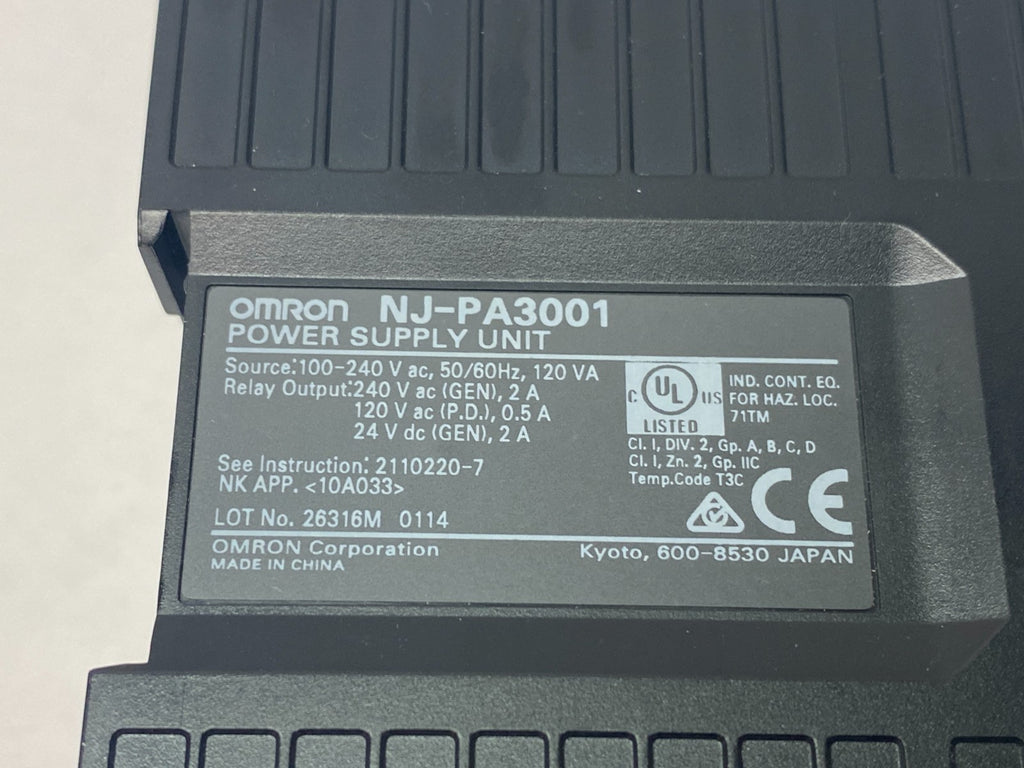 OMRON NJ-PA3001
POWER SUPPLY UNIT
Source:100-240 V ac, 50/60Hz, 120 VA
Relay Output:240 V ac (GEN), 2 A
120 V ac (P.D.), 0.5 A
24 V dc (GEN), 2 A
C UL US
LISTED
IND. CONT. EQ.
FOR HAZ. LOC.
71TM
Cl. I, DIV. 2, Gp. A, B, C, D
Cl. I, Zn. 2, Gp. IIC
Temp.Code T3C
See Instruction: 2110220-7
NK APP. <10A033>
CE
LOT No. 26316M 0114
OMRON Corporation Kyoto, 600-8530 JAPAN
MADE IN CHINA